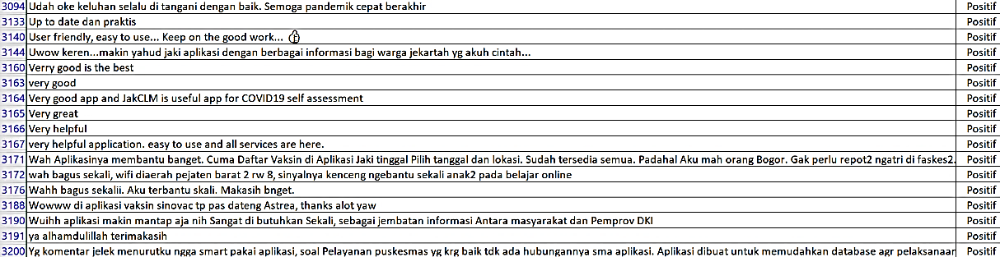 3094 Udah oke keluhan selalu di tangani dengan baik. Semoga pandemik cepat berakhir Positif
3133 Up to date dan praktis Positif
3140 User friendly, easy to use... Keep on the good work... 👍 Positif
3144 Uwow keren...makin yahud jaki aplikasi dengan berbagai informasi bagi warga jekartah yg akuh cintah... Positif
3160 Verry good is the best Positif
3163 very good Positif
3164 Very good app and JakCLM is useful app for COVID19 self assessment Positif
3165 Very great Positif
3166 Very helpful Positif
3167 very helpful application. easy to use and all services are here. Positif
3171 Wah Aplikasinya membantu banget. Cuma Daftar Vaksin di Aplikasi Jaki tinggal Pilih tanggal dan lokasi. Sudah tersedia semua. Padahal Aku mah orang Bogor. Gak perlu repot2 ngatri di faskes2. Positif
3172 wah bagus sekali, wifi diaerah pejaten barat 2 rw 8, sinyalnya kenceng ngebantu sekali anak2 pada belajar online Positif
3176 Wahh bagus sekalii. Aku terbantu skali. Makasih bnget. Positif
3188 Wowww di aplikasi vaksin sinovac tp pas dateng Astrea, thanks alot yaw Positif
3190 Wuihh aplikasi makin mantap aja nih Sangat di butuhkan Sekali, sebagai jembatan informasi Antara masyarakat dan Pemprov DKI Positif
3191 ya alhamdulillah terimakasih Positif
3200 Yg komentar jelek menurutku ngga smart pakai aplikasi, soal Pelayanan puskesmas yg krg baik tdk ada hubungannya sma aplikasi. Aplikasi dibuat untuk memudahkan database agr pelaksanaan Positif